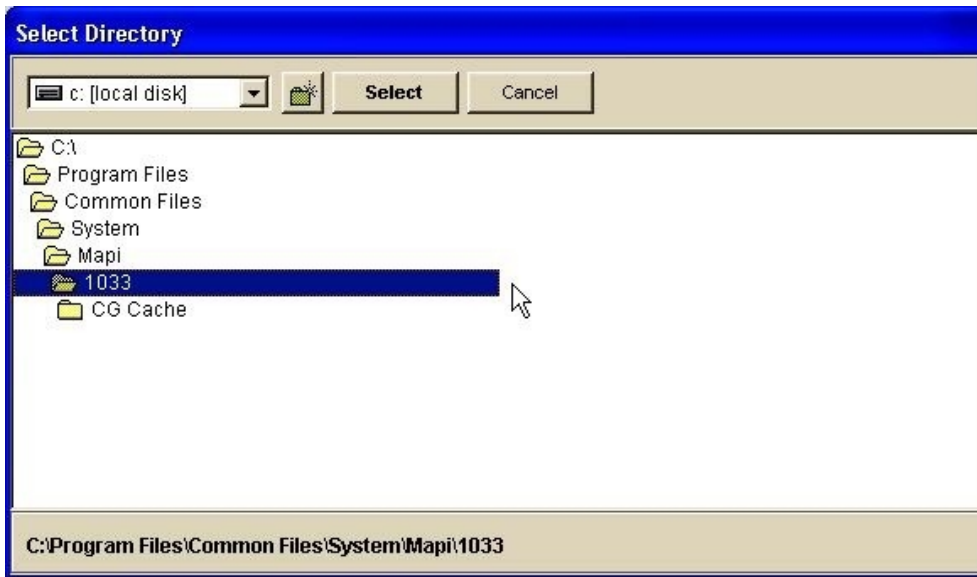 Select Directory
c: [local disk] Select Cancel
C:\
Program Files
Common Files
System
Mapi
1033
CG Cache
C:\Program Files\Common Files\System\Mapi\1033